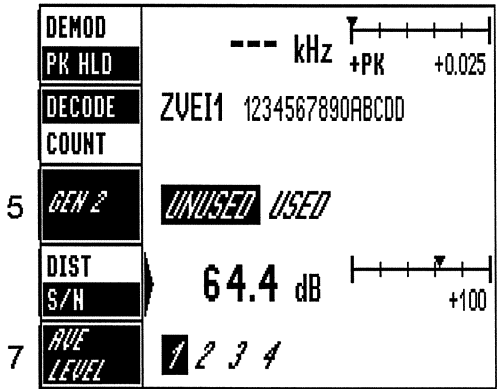 DEMOD
PK HLD
--- kHz
+PK +0.025
DECODE
COUNT
ZVEI1 1234567890ABCDD
5
GEN 2
UNUSED USED
DIST
S/N
64.4 dB
+100
7
AVE
LEVEL
1 2 3 4